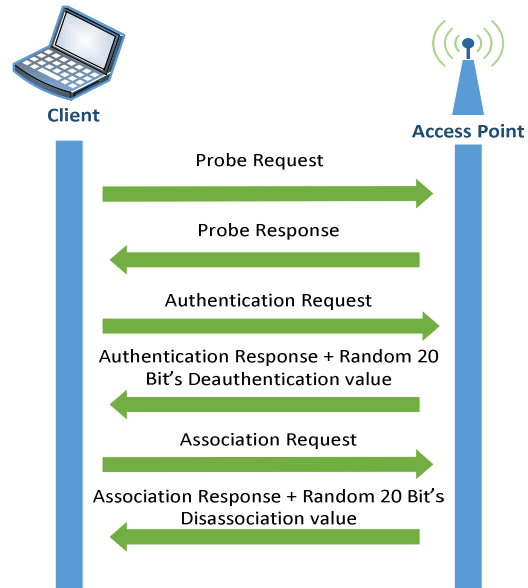 Client
Access Point
Probe Request
Probe Response
Authentication Request
Authentication Response + Random 20
Bit's Deauthentication value
Association Request
Association Response + Random 20 Bit's
Disassociation value